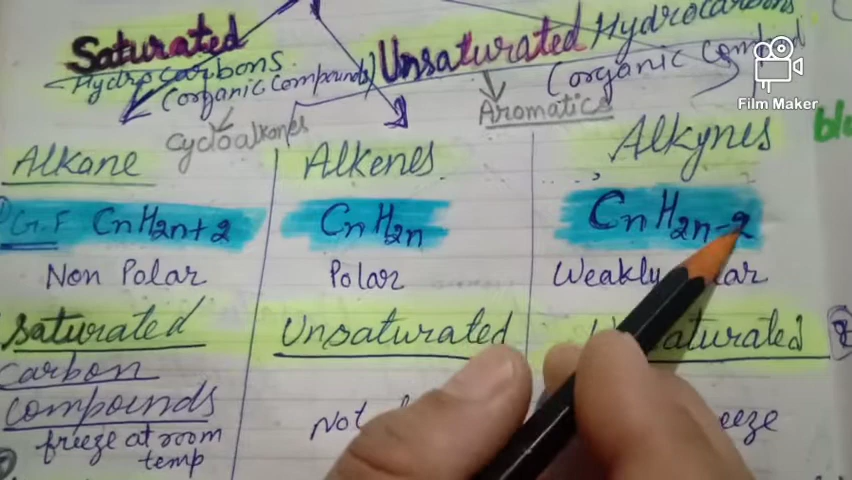 Saturated
Hydrocarbons
(organic compounds)
Unsaturated Hydrocarbons
(organic
Film Maker
Cycloalkanes
Aromatics
Alkane
Alkenes
Alkynes
G.F CnH2n+2
CnH2n
CnH2n-2
Non Polar
Polar
Weakly
Saturated
Carbon
Compounds
Unsaturated
freeze at room
temp
Not